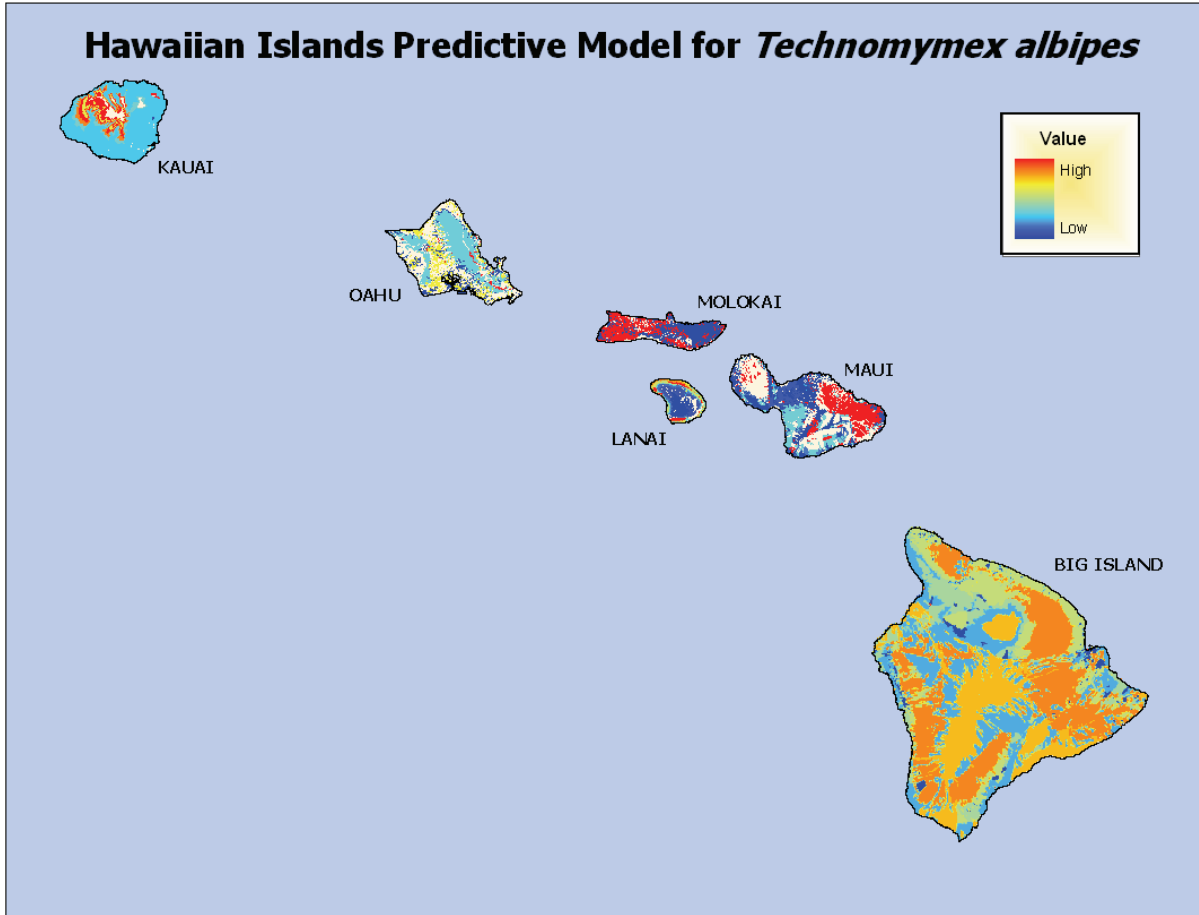 Hawaiian Islands Predictive Model for Technomymex albipes
KAUAI
Value
High
Low
OAHU
MOLOKAI
MAUI
LANAI
BIG ISLAND